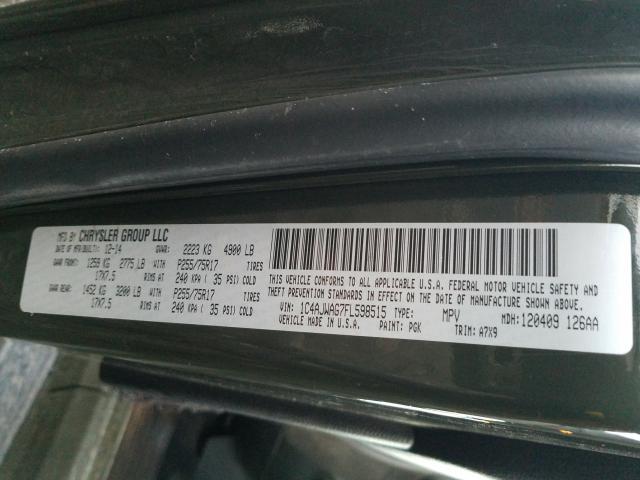 MFD BY CHRYSLER GROUP LLC
DATE OF MFR: 12-14 GVWR: 2223 KG 4900 LB
GAWR FRONT: 1259 KG 2775 LB WITH P255/75R17 TIRES
17X7.5 RIMS AT 240 KPA ( 35 PSI) COLD
GAWR REAR: 1452 KG 3200 LB WITH P255/75R17 TIRES
17X7.5 RIMS AT 240 KPA ( 35 PSI) COLD
THIS VEHICLE CONFORMS TO ALL APPLICABLE U.S.A. FEDERAL MOTOR VEHICLE SAFETY AND
THEFT PREVENTION STANDARDS IN EFFECT ON THE DATE OF MANUFACTURE SHOWN ABOVE.
VIN: 1C4AJWAG7FL598515 TYPE: MPV MDH: 120409 126AA
VEHICLE MADE IN U.S.A. PAINT: PGK TRIM: A7X9